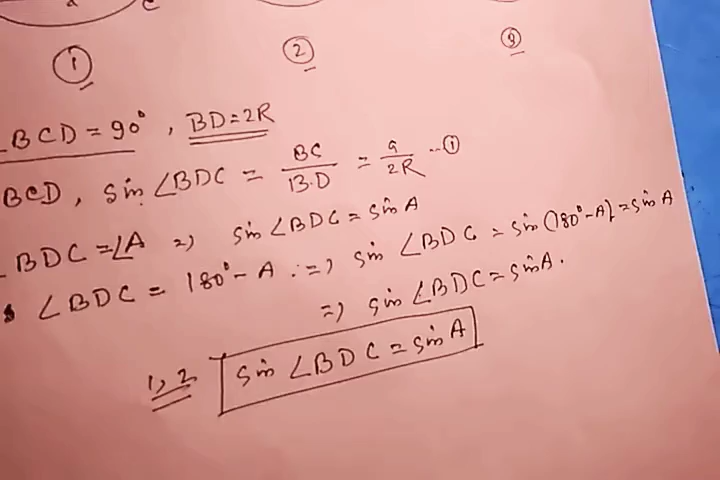 c
① ② ③
∠BCD = 90°, BD = 2R
BCD, sin ∠BDC = BC/B.D = a/2R --①
∠BDC = ∠A => sin ∠BDC = sin A
∠BDC = 180° - A ∴ => sin ∠BDC = sin (180° - A) = sin A
=> sin ∠BDC = sin A.
1, 2 sin ∠BDC = sin A